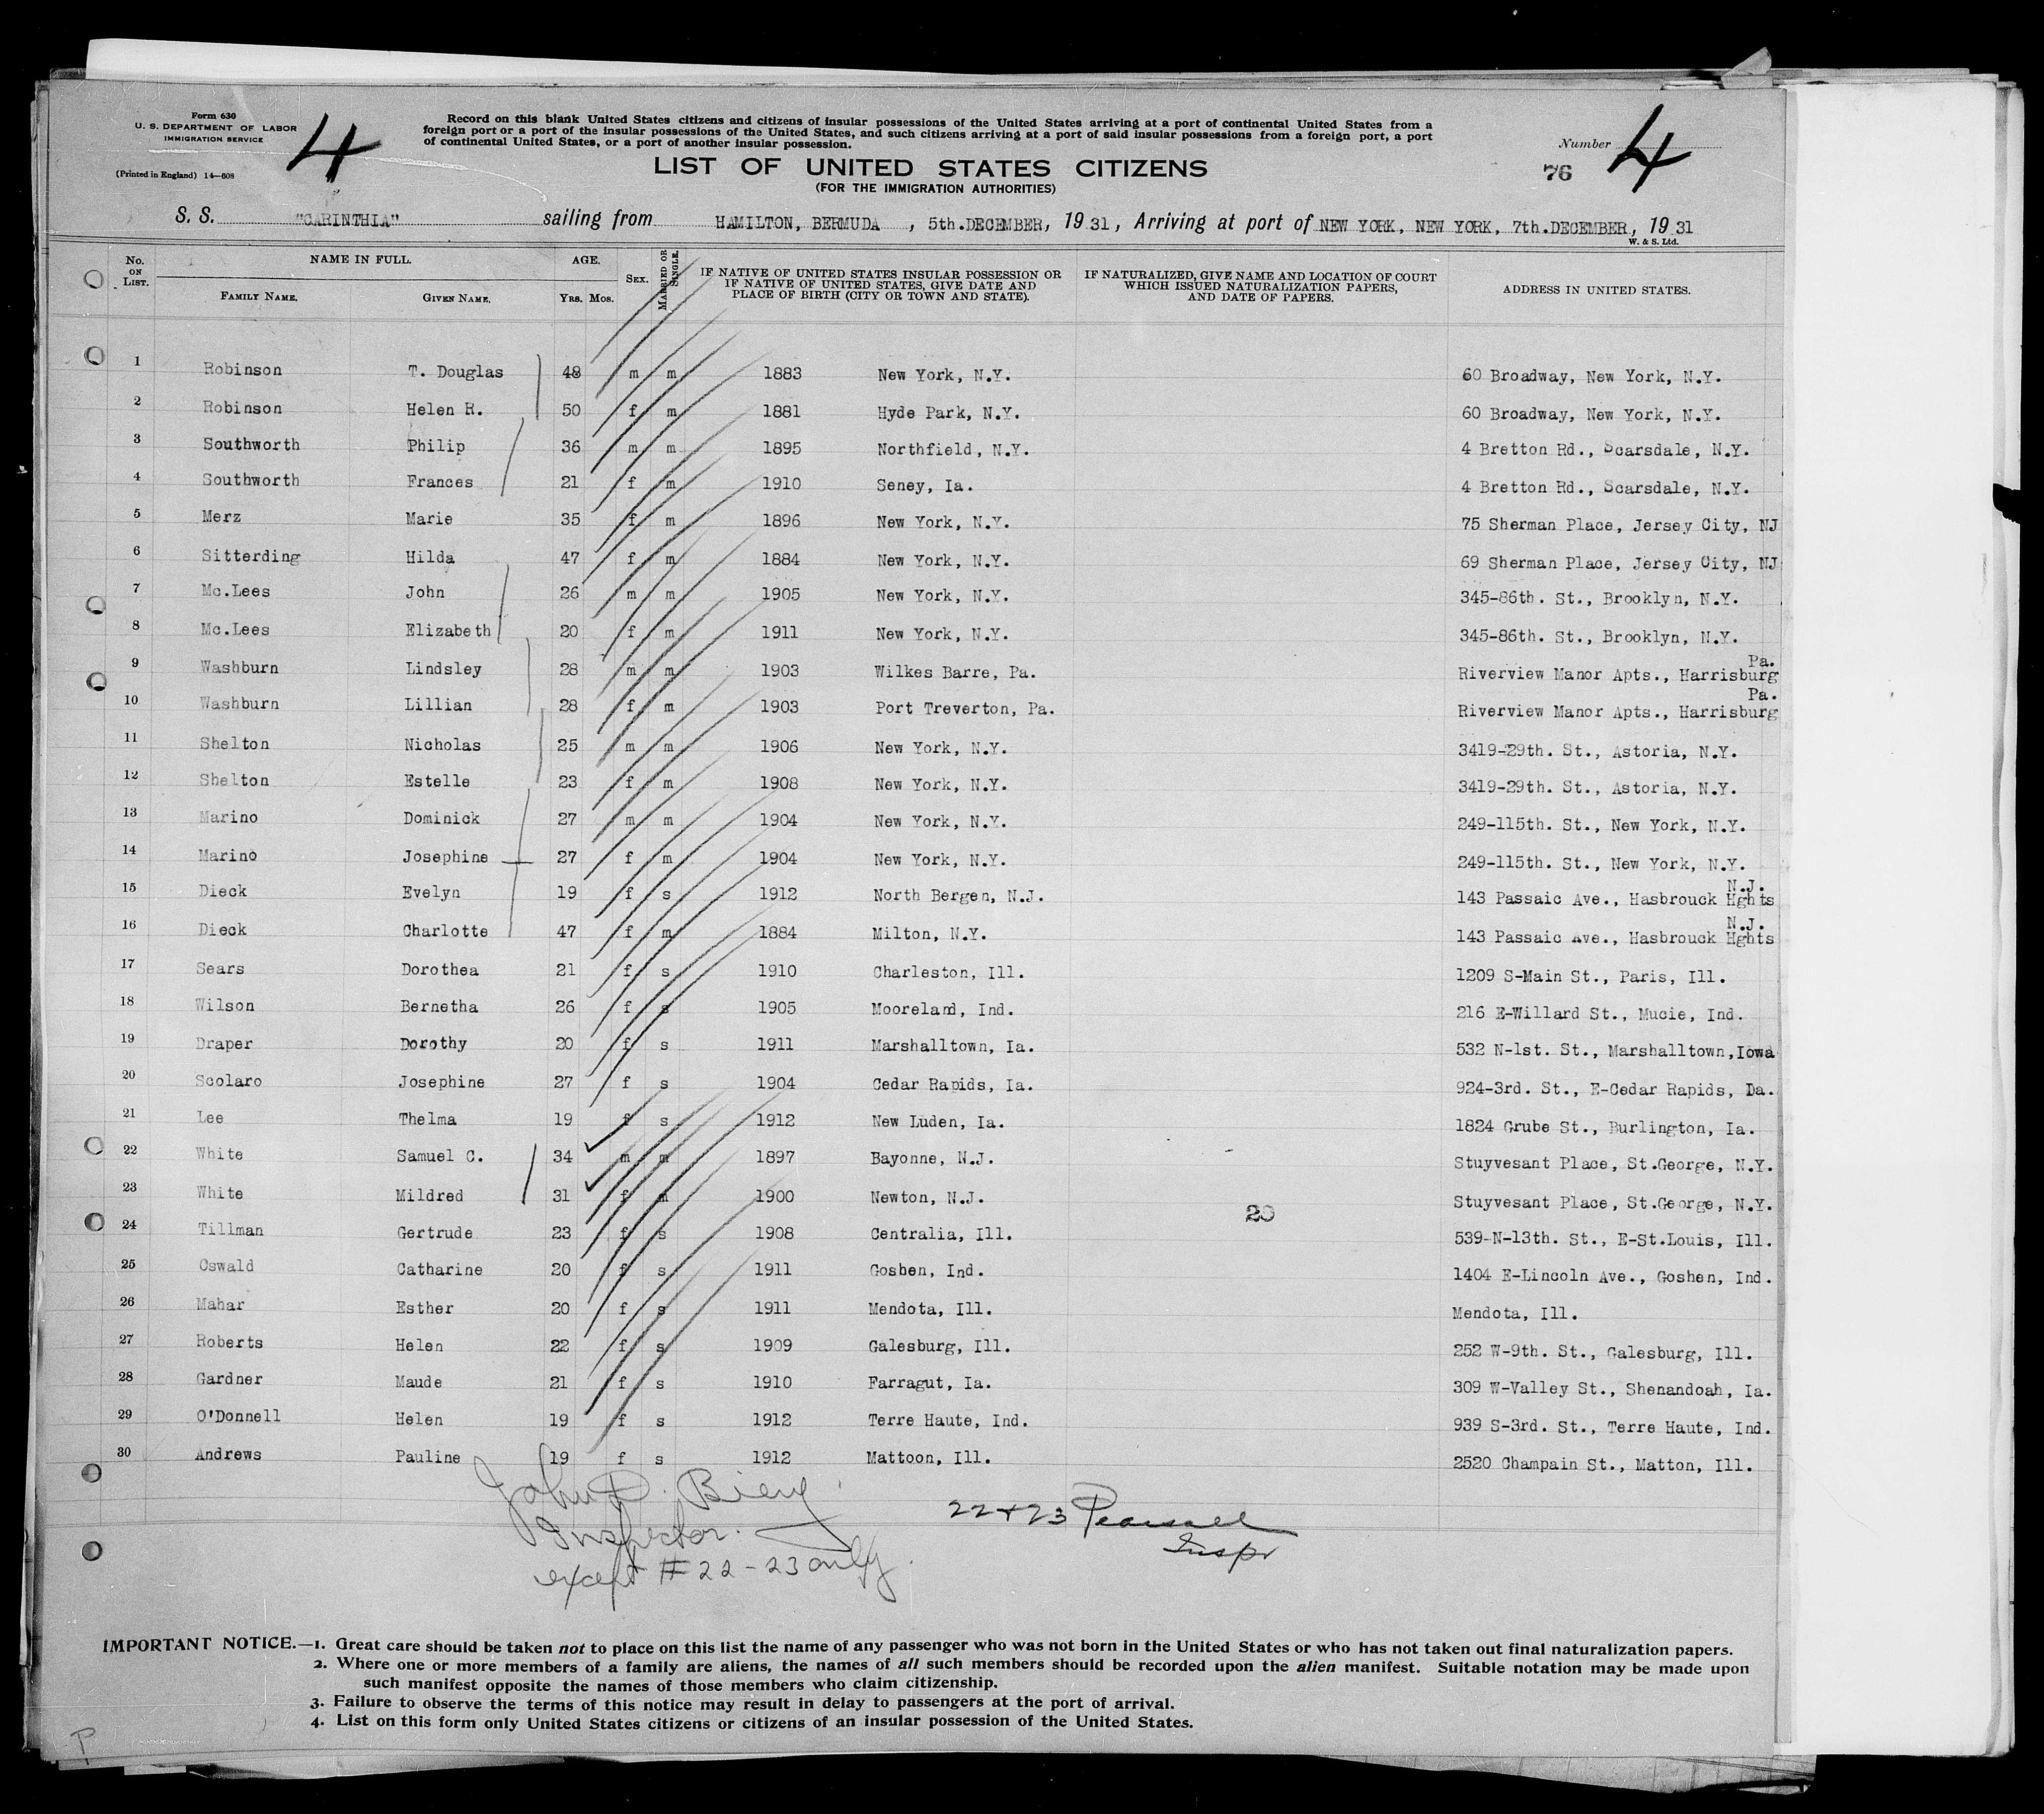 Form 630
U. S. DEPARTMENT OF LABOR
IMMIGRATION SERVICE
(Printed in England) 14—608
4
Record on this blank United States citizens and citizens of insular possessions of the United States arriving at a port of continental United States from a
foreign port or a port of the insular possessions of the United States, and such citizens arriving at a port of said insular possessions from a foreign port, a port
of continental United States, or a port of another insular possession.
LIST OF UNITED STATES CITIZENS
(FOR THE IMMIGRATION AUTHORITIES)
Number 4
76
S. S. "CARINTHIA" sailing from HAMILTON, BERMUDA , 5th.DECEMBER, 19 31 , Arriving at port of NEW YORK, NEW YORK, 7th.DECEMBER, 19 31
W. & S. Ltd.
No. ON LIST. NAME IN FULL. FAMILY NAME. GIVEN NAME. AGE. YRS. MOS. SEX. MARRIED OR SINGLE. IF NATIVE OF UNITED STATES INSULAR POSSESSION OR IF NATIVE OF UNITED STATES, GIVE DATE AND PLACE OF BIRTH (CITY OR TOWN AND STATE). IF NATURALIZED, GIVE NAME AND LOCATION OF COURT WHICH ISSUED NATURALIZATION PAPERS, AND DATE OF PAPERS. ADDRESS IN UNITED STATES.
1 Robinson T. Douglas 48 m m 1883 New York, N.Y. 60 Broadway, New York, N.Y.
2 Robinson Helen R. 50 f m 1881 Hyde Park, N.Y. 60 Broadway, New York, N.Y.
3 Southworth Philip 36 m m 1895 Northfield, N.Y. 4 Bretton Rd., Scarsdale, N.Y.
4 Southworth Frances 21 f m 1910 Seney, Ia. 4 Bretton Rd., Scarsdale, N.Y.
5 Merz Marie 35 f m 1896 New York, N.Y. 75 Sherman Place, Jersey City, NJ
6 Sitterding Hilda 47 f m 1884 New York, N.Y. 69 Sherman Place, Jersey City, NJ
7 Mc.Lees John 26 m m 1905 New York, N.Y. 345-86th. St., Brooklyn, N.Y.
8 Mc.Lees Elizabeth 20 f m 1911 New York, N.Y. 345-86th. St., Brooklyn, N.Y.
9 Washburn Lindsley 28 m m 1903 Wilkes Barre, Pa. Riverview Manor Apts., Harrisburg Pa.
10 Washburn Lillian 28 f m 1903 Port Treverton, Pa. Riverview Manor Apts., Harrisburg Pa.
11 Shelton Nicholas 25 m m 1906 New York, N.Y. 3419-29th. St., Astoria, N.Y.
12 Shelton Estelle 23 f m 1908 New York, N.Y. 3419-29th. St., Astoria, N.Y.
13 Marino Dominick 27 m m 1904 New York, N.Y. 249-115th. St., New York, N.Y.
14 Marino Josephine 27 f m 1904 New York, N.Y. 249-115th. St., New York, N.Y.
15 Dieck Evelyn 19 f s 1912 North Bergen, N.J. 143 Passaic Ave., Hasbrouck Hghts N.J.
16 Dieck Charlotte 47 f m 1884 Milton, N.Y. 143 Passaic Ave., Hasbrouck Hghts N.J.
17 Sears Dorothea 21 f s 1910 Charleston, Ill. 1209 S-Main St., Paris, Ill.
18 Wilson Bernetha 26 f s 1905 Mooreland, Ind. 216 E-Willard St., Mucie, Ind.
19 Draper Dorothy 20 f s 1911 Marshalltown, Ia. 532 N-1st. St., Marshalltown,Iowa
20 Scolaro Josephine 27 f s 1904 Cedar Rapids, Ia. 924-3rd. St., E-Cedar Rapids, Da.
21 Lee Thelma 19 f s 1912 New Luden, Ia. 1824 Grube St., Burlington, Ia.
22 White Samuel C. 34 m m 1897 Bayonne, N.J. Stuyvesant Place, St.George, N.Y.
23 White Mildred 31 f m 1900 Newton, N.J. Stuyvesant Place, St.George, N.Y.
20
24 Tillman Gertrude 23 f s 1908 Centralia, Ill. 539-N-13th. St., E-St.Louis, Ill.
25 Oswald Catharine 20 f s 1911 Goshen, Ind. 1404 E-Lincoln Ave., Goshen, Ind.
26 Mahar Esther 20 f s 1911 Mendota, Ill. Mendota, Ill.
27 Roberts Helen 22 f s 1909 Galesburg, Ill. 252 W-9th. St., Galesburg, Ill.
28 Gardner Maude 21 f s 1910 Farragut, Ia. 309 W-Valley St., Shenandoah, Ia.
29 O'Donnell Helen 19 f s 1912 Terre Haute, Ind. 939 S-3rd. St., Terre Haute, Ind.
30 Andrews Pauline 19 f s 1912 Mattoon, Ill. 2520 Champain St., Matton, Ill.
John D.
Inspector.
except # 22-23 only.
22 + 23 Pearsall
Inspr
IMPORTANT NOTICE.—1. Great care should be taken not to place on this list the name of any passenger who was not born in the United States or who has not taken out final naturalization papers.
2. Where one or more members of a family are aliens, the names of all such members should be recorded upon the alien manifest. Suitable notation may be made upon
such manifest opposite the names of those members who claim citizenship.
3. Failure to observe the terms of this notice may result in delay to passengers at the port of arrival.
4. List on this form only United States citizens or citizens of an insular possession of the United States.
P